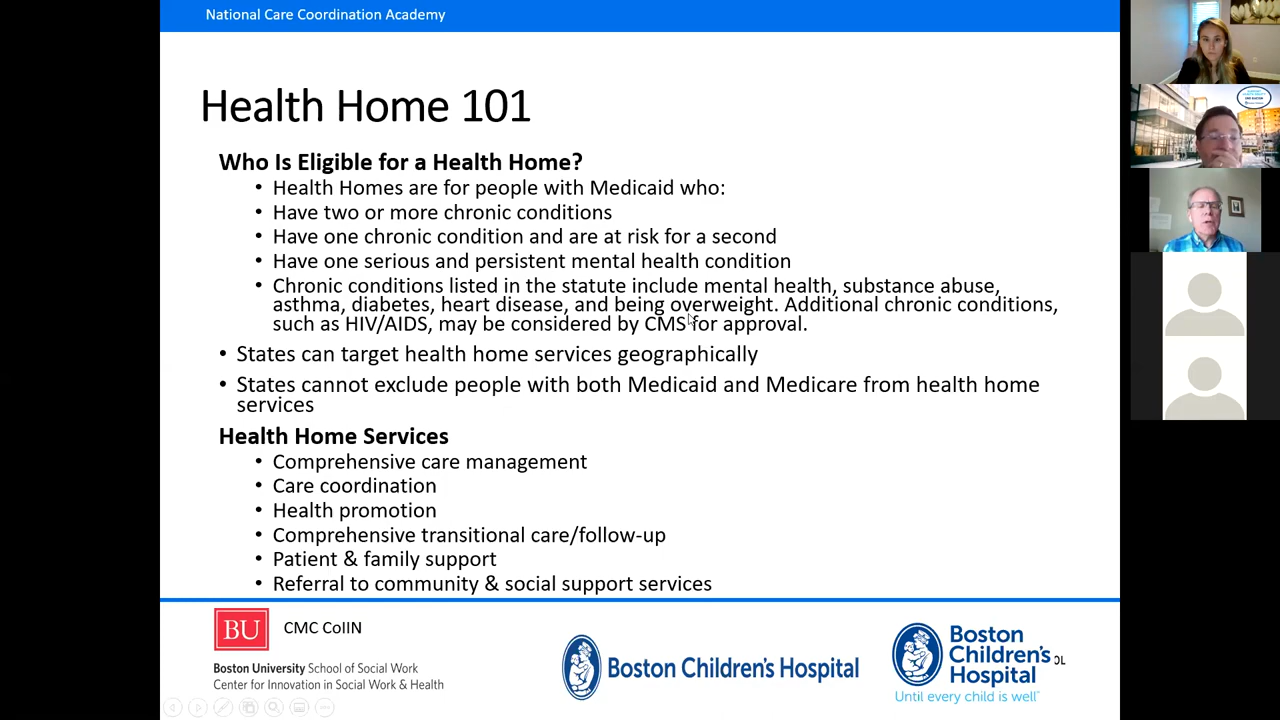 National Care Coordination Academy
Health Home 101
Who Is Eligible for a Health Home?
• Health Homes are for people with Medicaid who:
• Have two or more chronic conditions
• Have one chronic condition and are at risk for a second
• Have one serious and persistent mental health condition
• Chronic conditions listed in the statute include mental health, substance abuse,
asthma, diabetes, heart disease, and being overweight. Additional chronic conditions,
such as HIV/AIDS, may be considered by CMS for approval.
• States can target health home services geographically
• States cannot exclude people with both Medicaid and Medicare from health home
services
Health Home Services
• Comprehensive care management
• Care coordination
• Health promotion
• Comprehensive transitional care/follow-up
• Patient & family support
• Referral to community & social support services
BU
CMC CoIIN
Boston University School of Social Work
Center for Innovation in Social Work & Health
Boston Children's Hospital
Boston
Children's
Hospital
Until every child is well™
OL